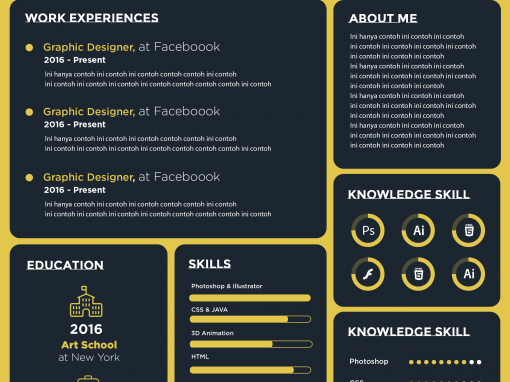 WORK EXPERIENCES
Graphic Designer, at Faceboook
2016 - Present
Ini hanya contoh ini contoh ini contoh contoh ini contoh
ini contoh ini contoh ini contoh ini contoh contoh contoh ini contoh
Graphic Designer, at Faceboook
2016 - Present
Ini hanya contoh ini contoh ini contoh contoh ini contoh
ini contoh ini contoh ini contoh ini contoh contoh contoh ini contoh
Graphic Designer, at Faceboook
2016 - Present
Ini hanya contoh ini contoh ini contoh contoh ini contoh
ini contoh ini contoh ini contoh ini contoh contoh contoh ini contoh
ABOUT ME
Ini hanya contoh ini contoh ini contoh
ini contoh ini contoh ini contoh ini contoh
ini contoh ini contoh ini contoh contoh
Ini hanya contoh ini contoh ini contoh
ini contoh ini contoh ini contoh contoh
ini contoh ini contoh ini contoh contoh ini
contoh ini contoh ini contoh ini contoh
ini contoh ini contoh ini contoh contoh
ini contoh ini contoh ini contoh contoh
Ini hanya contoh ini contoh ini contoh
ini contoh ini contoh ini contoh contoh ini
contoh ini contoh ini contoh ini contoh
KNOWLEDGE SKILL
Ps
Ai
5
5
Ai
EDUCATION
2016
Art School
at New York
SKILLS
Photoshop & Illustrator
CSS & JAVA
3D Animation
HTML
KNOWLEDGE SKILL
Photoshop